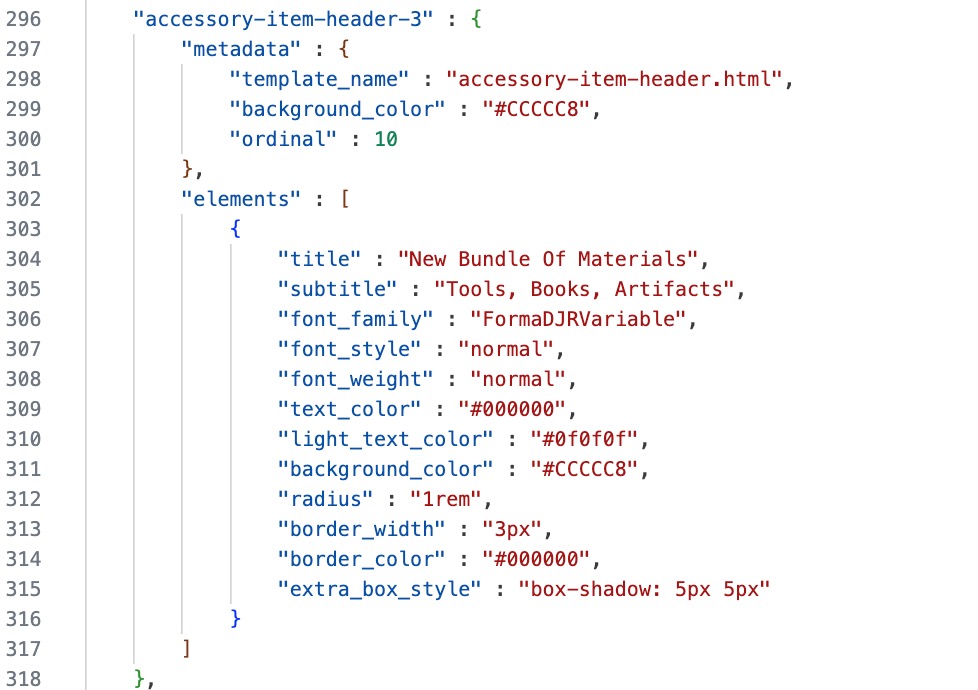 296 "accessory-item-header-3" : {
297 "metadata" : {
298 "template_name" : "accessory-item-header.html",
299 "background_color" : "#CCCCC8",
300 "ordinal" : 10
301 },
302 "elements" : [
303 {
304 "title" : "New Bundle Of Materials",
305 "subtitle" : "Tools, Books, Artifacts",
306 "font_family" : "FormaDJRVariable",
307 "font_style" : "normal",
308 "font_weight" : "normal",
309 "text_color" : "#000000",
310 "light_text_color" : "#0f0f0f",
311 "background_color" : "#CCCCC8",
312 "radius" : "1rem",
313 "border_width" : "3px",
314 "border_color" : "#000000",
315 "extra_box_style" : "box-shadow: 5px 5px"
316 }
317 ]
318 },